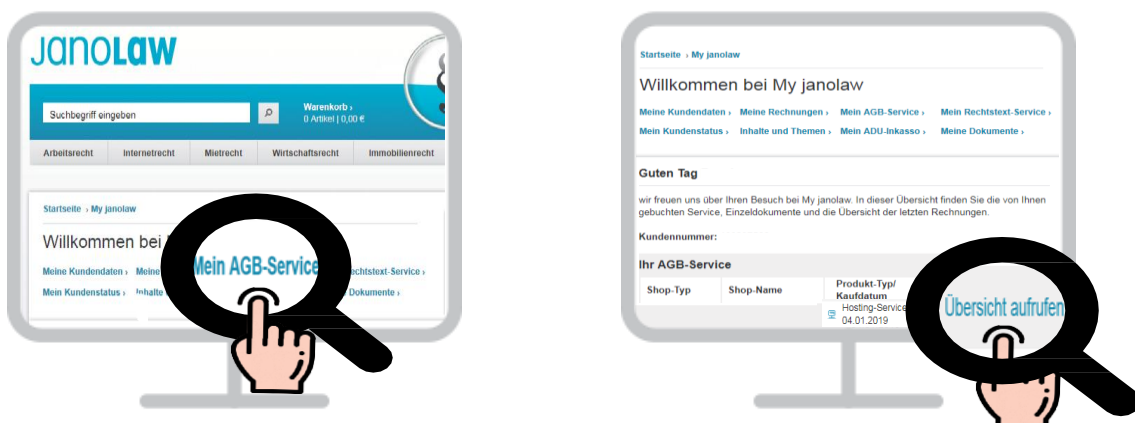 JANOLAW
Suchbegriff eingeben
Warenkorb ›
0 Artikel | 0,00 €
Arbeitsrecht Internetrecht Mietrecht Wirtschaftsrecht Immobilienrecht
Startseite › My janolaw
Willkommen bei
Meine Kundendaten › Meine echtstext-Service ›
Mein AGB-Service
Mein Kundenstatus › Inhalte Dokumente ›
Startseite › My janolaw
Willkommen bei My janolaw
Meine Kundendaten › Meine Rechnungen › Mein AGB-Service › Mein Rechtstext-Service ›
Mein Kundenstatus › Inhalte und Themen › Mein ADU-Inkasso › Meine Dokumente ›
Guten Tag
wir freuen uns über Ihren Besuch bei My janolaw. In dieser Übersicht finden Sie die von Ihnen
gebuchten Service, Einzeldokumente und die Übersicht der letzten Rechnungen.
Kundennummer:
Ihr AGB-Service
Shop-Typ Shop-Name Produkt-Typ/
Kaufdatum
Hosting-Service
04.01.2019
Übersicht aufrufen